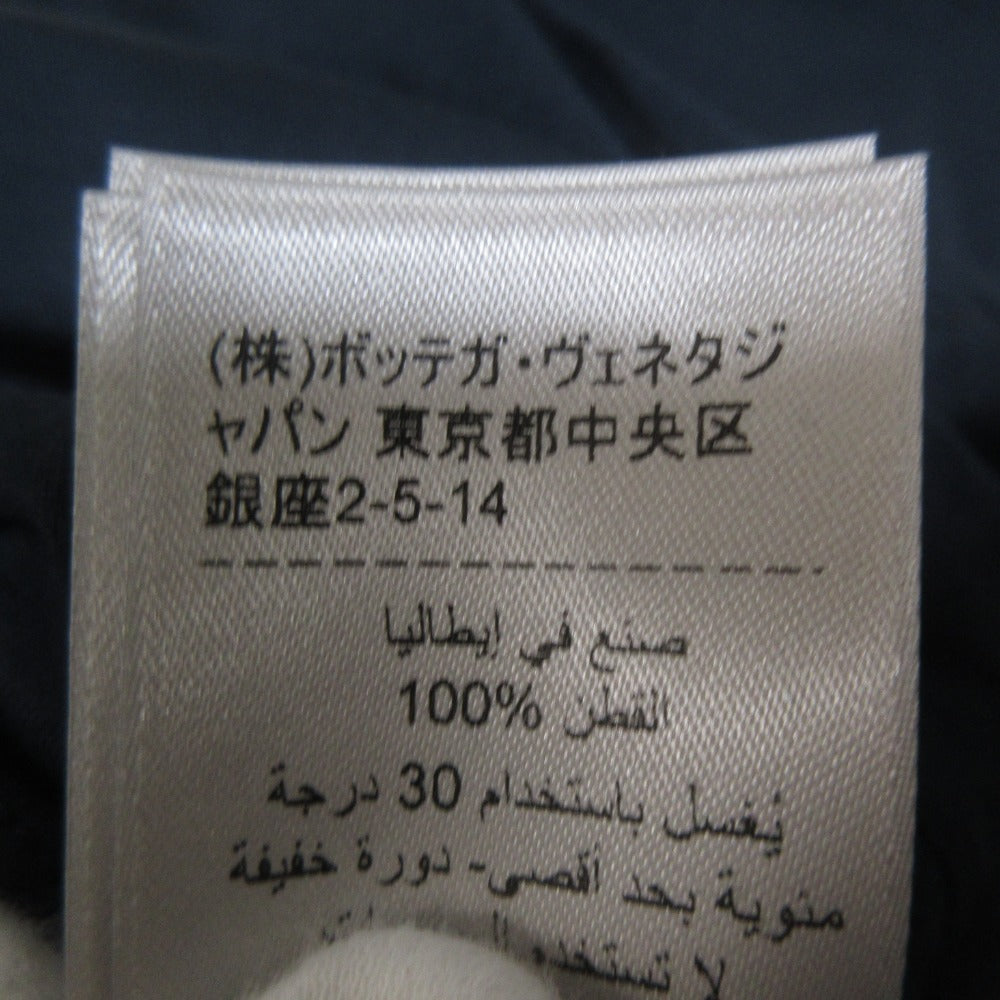 (株)ボッテガ・ヴェネタジ
ャパン 東京都中央区
銀座2-5-14
صنع في إيطاليا
100% القطن
يُغسل باستخدام 30 درجة
مئوية بحد أقصى- دورة خفيفة
لا تستخدم